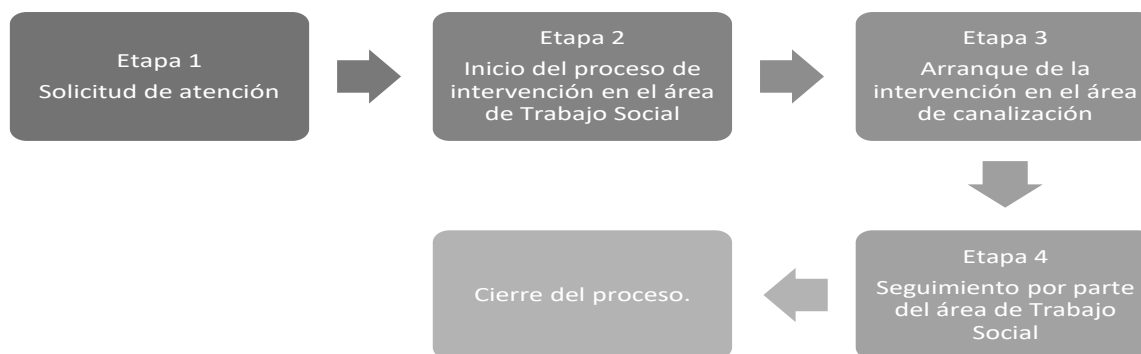 Etapa 1
Solicitud de atención
Etapa 2
Inicio del proceso de
intervención en el área
de Trabajo Social
Etapa 3
Arranque de la
intervención en el área
de canalización
Etapa 4
Seguimiento por parte
del área de Trabajo
Social
Cierre del proceso.